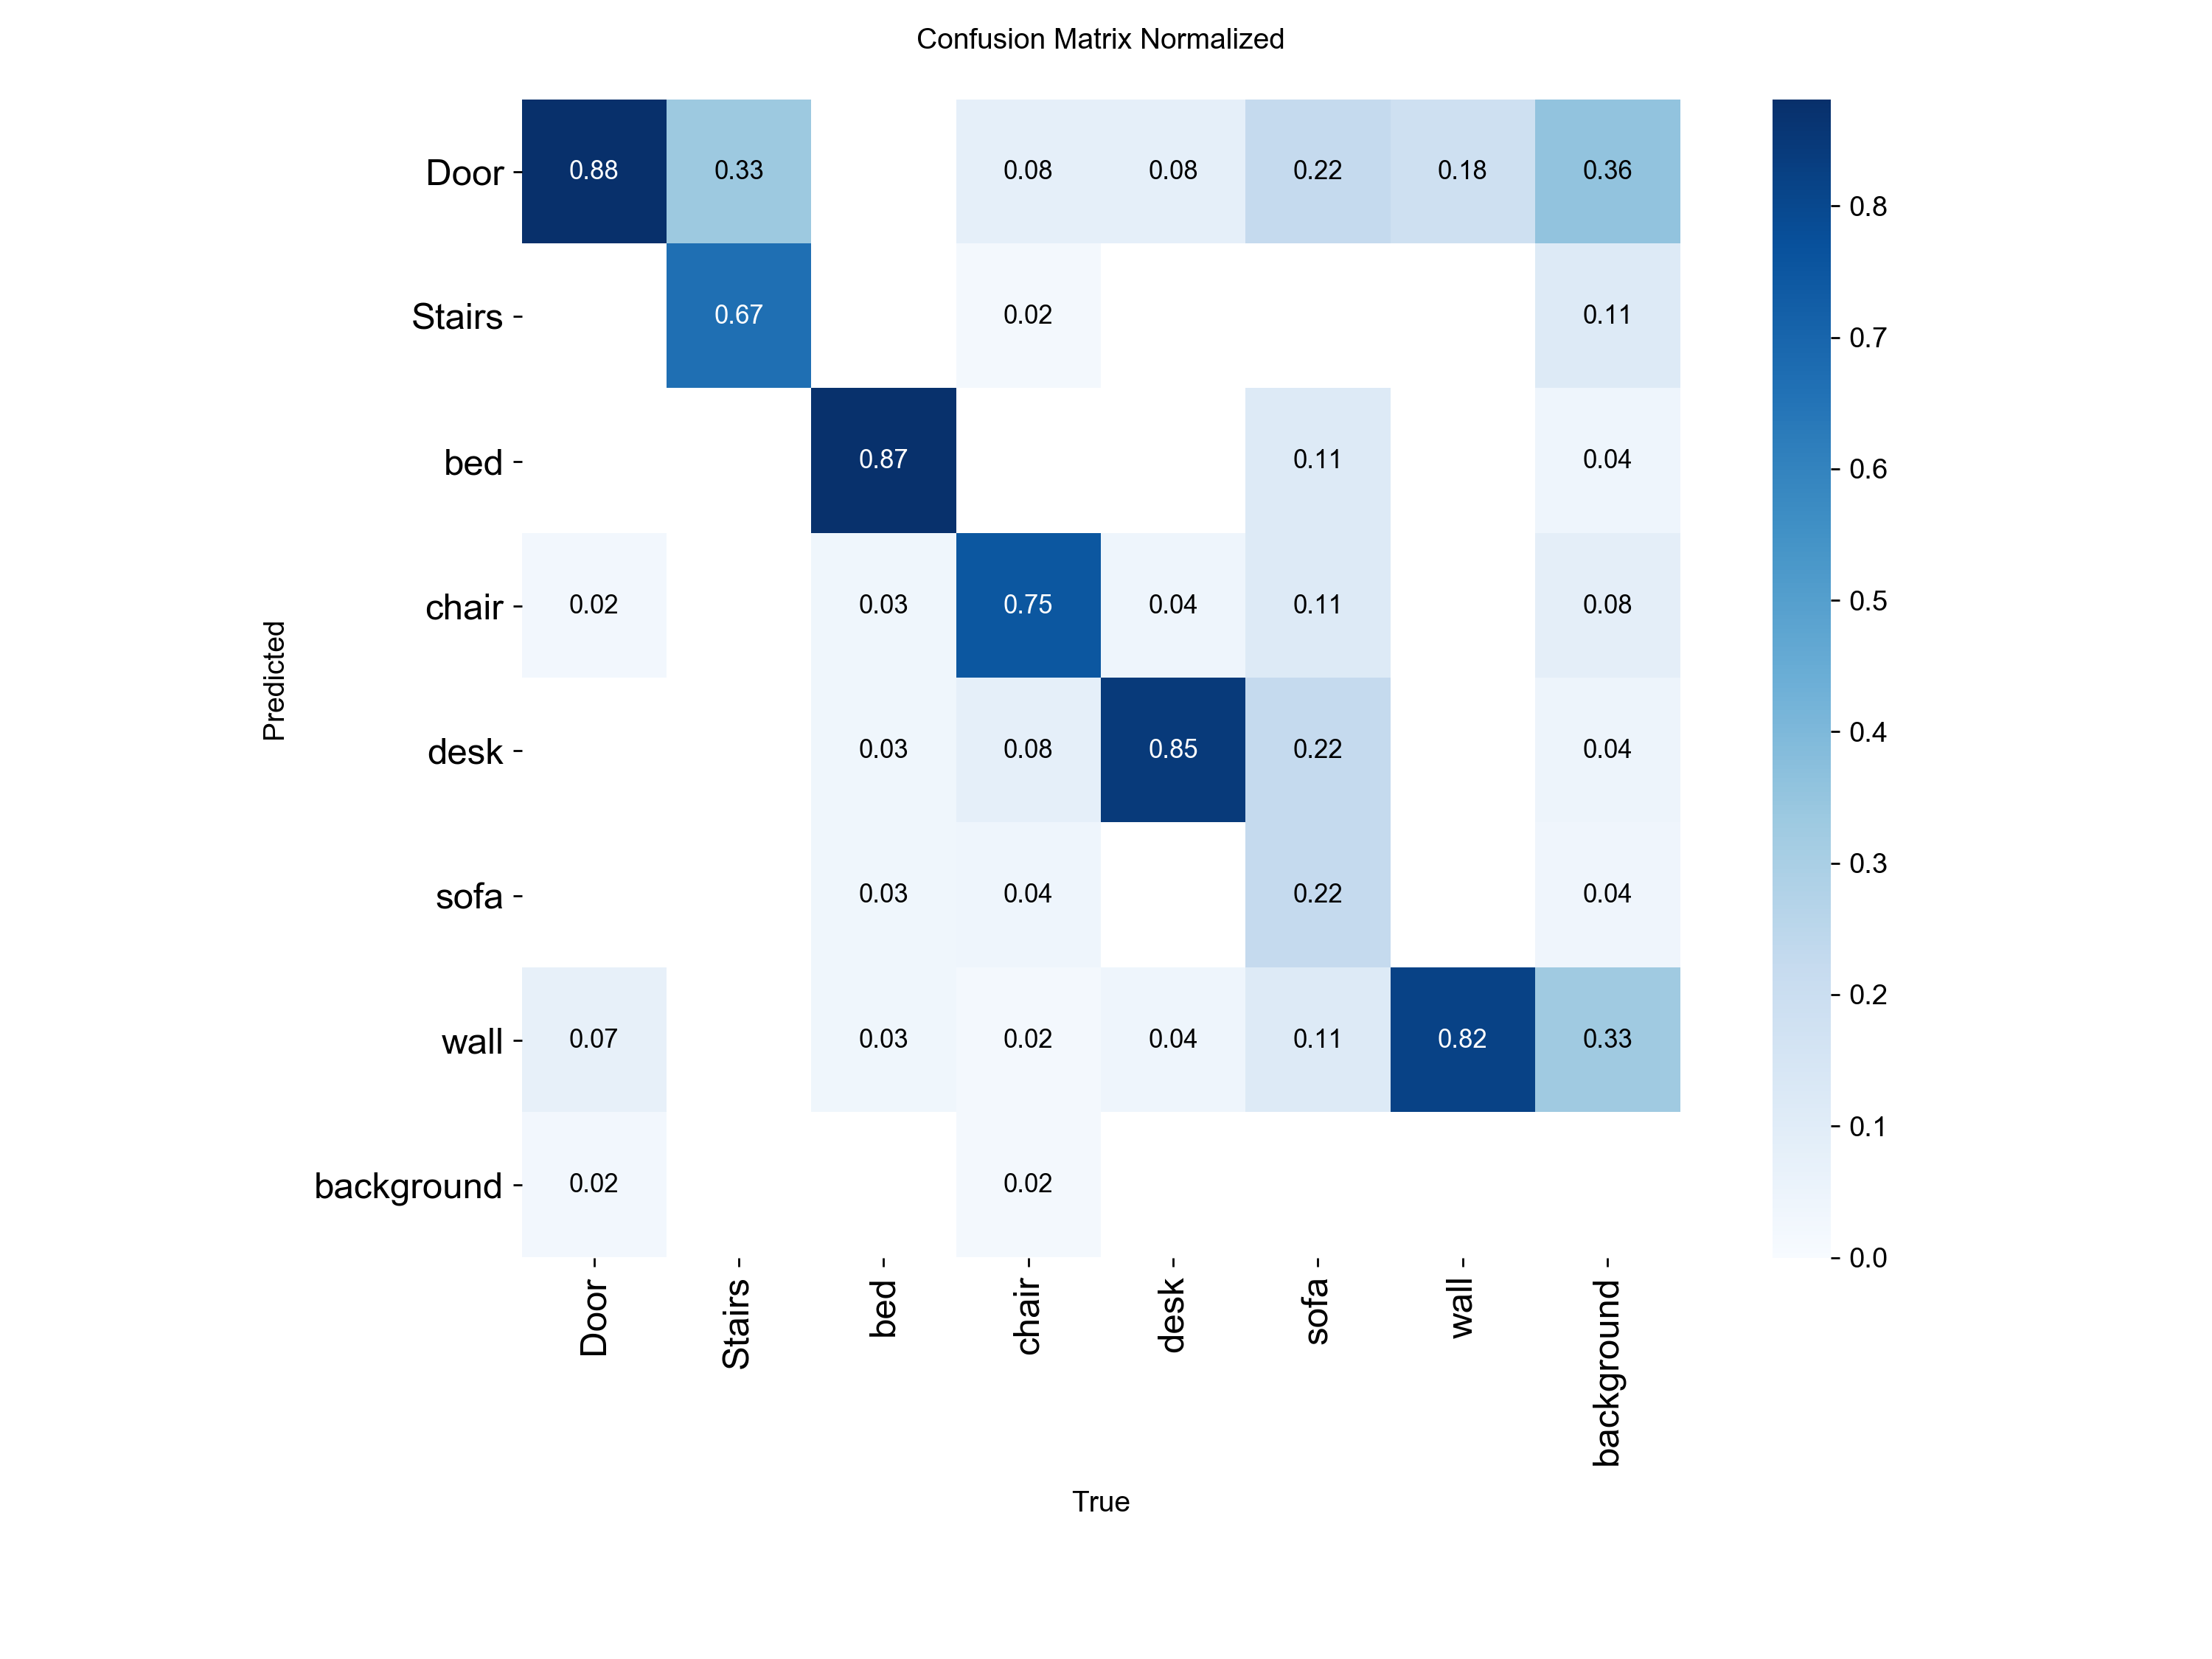 Confusion Matrix Normalized
Door 0.88 0.33 0.08 0.08 0.22 0.18 0.36
Stairs 0.67 0.02 0.11
bed 0.87 0.11 0.04
chair 0.02 0.03 0.75 0.04 0.11 0.08
desk 0.03 0.08 0.85 0.22 0.04
sofa 0.03 0.04 0.22 0.04
wall 0.07 0.03 0.02 0.04 0.11 0.82 0.33
background 0.02 0.02
Predicted
Door Stairs bed chair desk sofa wall background
True
0.8
0.7
0.6
0.5
0.4
0.3
0.2
0.1
0.0